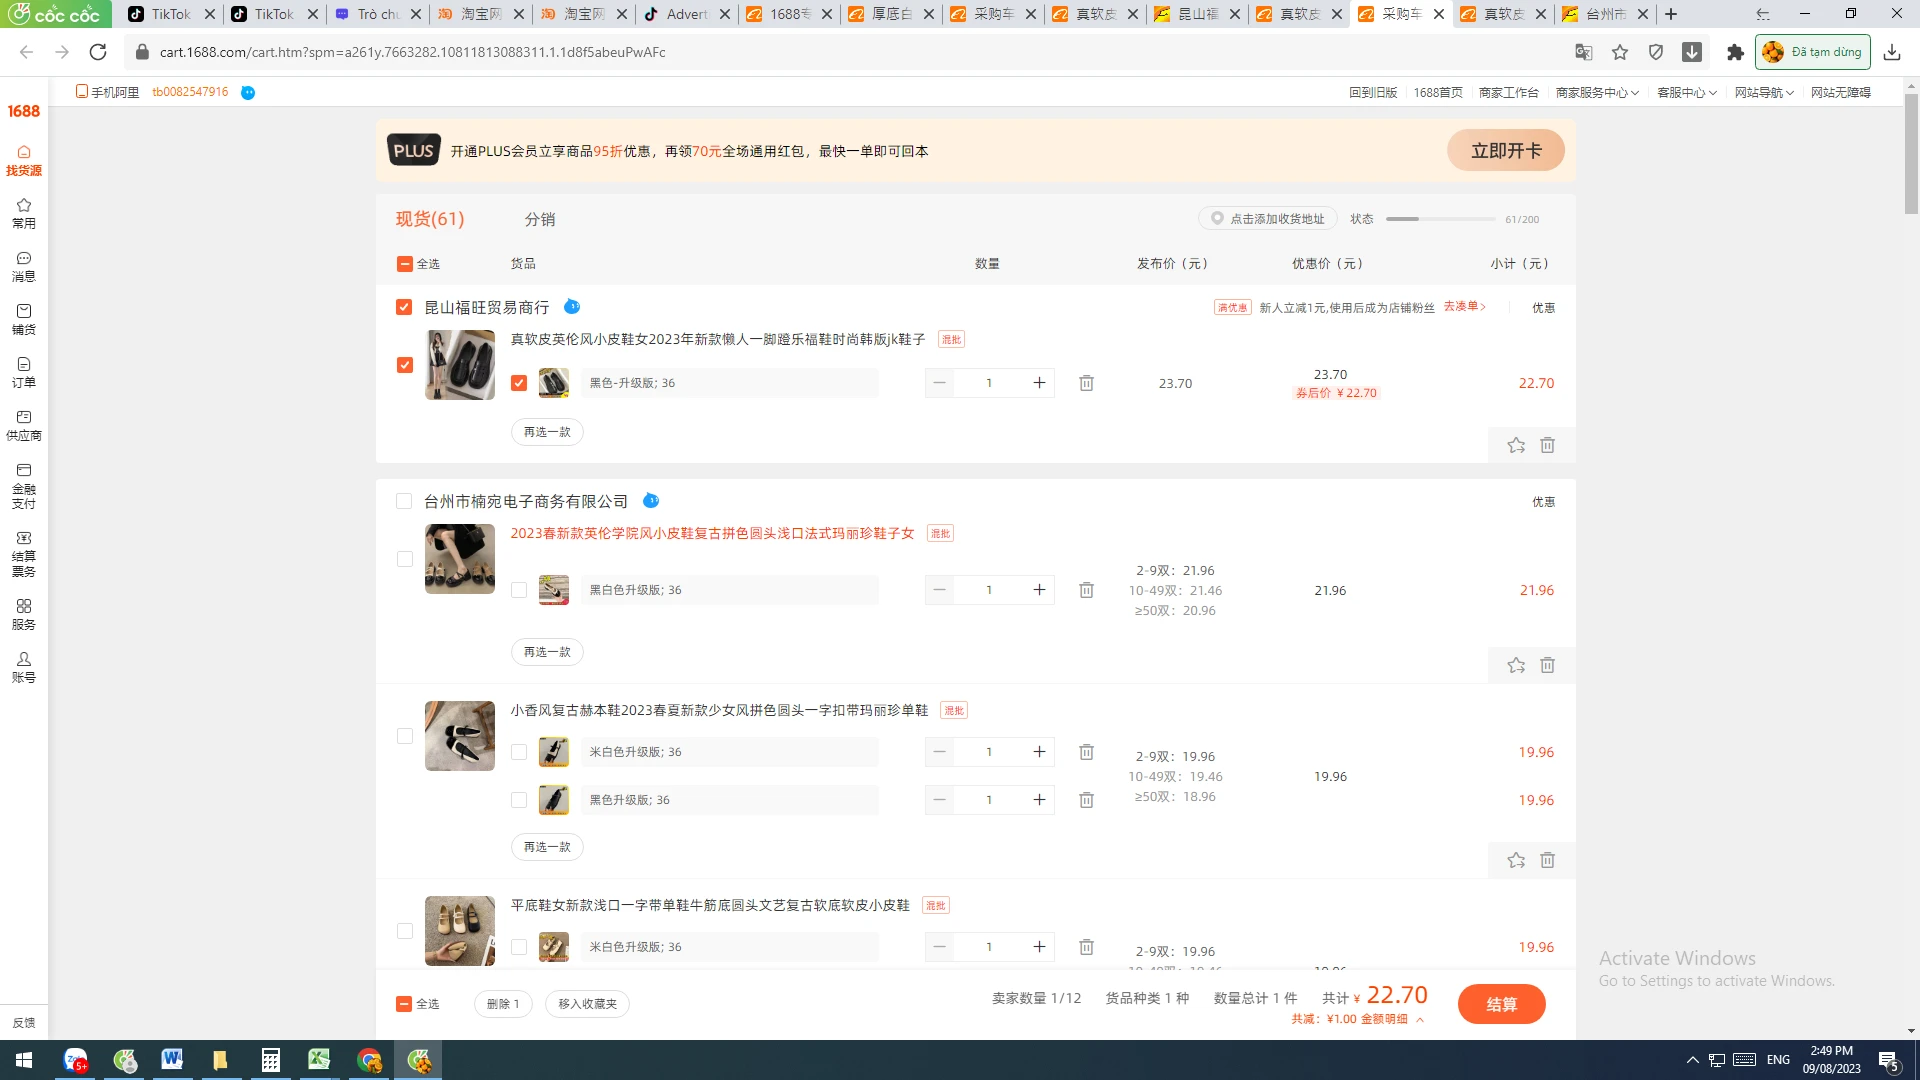 cốc cốc
TikTok
TikTok
Trò chu
淘宝网
淘宝网
Advert
1688专
厚底白
采购车
真软皮
昆山福
真软皮
采购车
真软皮
台州市
cart.1688.com/cart.htm?spm=a261y.7663282.10811813088311.1.1d8f5abeuPwAFc
Đã tạm dừng
手机阿里 tb0082547916
回到旧版 1688首页 商家工作台 商家服务中心 客服中心 网站导航 网站无障碍
1688
找货源
常用
消息
铺货
订单
供应商
金融
支付
结算
票务
服务
账号
反馈
PLUS 开通PLUS会员立享商品95折优惠，再领70元全场通用红包，最快一单即可回本 立即开卡
现货(61) 分销 点击添加收货地址 状态 61/200
全选 货品 数量 发布价（元） 优惠价（元） 小计（元）
昆山福旺贸易商行 满优惠 新人立减1元,使用后成为店铺粉丝 去凑单> 优惠
真软皮英伦风小皮鞋女2023年新款懒人一脚蹬乐福鞋时尚韩版jk鞋子 混批
黑色-升级版; 36 1 23.70 23.70 22.70
券后价 ¥22.70
再选一款
台州市楠宛电子商务有限公司 优惠
2023春新款英伦学院风小皮鞋复古拼色圆头浅口法式玛丽珍鞋子女 混批
2-9双：21.96
黑白色升级版; 36 1 10-49双：21.46 21.96 21.96
≥50双：20.96
再选一款
小香风复古赫本鞋2023春夏新款少女风拼色圆头一字扣带玛丽珍单鞋 混批
米白色升级版; 36 1 2-9双：19.96 19.96
10-49双：19.46 19.96
黑色升级版; 36 1 ≥50双：18.96 19.96
再选一款
平底鞋女新款浅口一字带单鞋牛筋底圆头文艺复古软底软皮小皮鞋 混批
米白色升级版; 36 1 2-9双：19.96 19.96
全选 删除 1 移入收藏夹 卖家数量 1/12 货品种类 1 种 数量总计 1 件 共计 ¥ 22.70 结算
共减：¥1.00 金额明细
Activate Windows
Go to Settings to activate Windows.
Zalo 5+
ENG
2:49 PM
09/08/2023
5